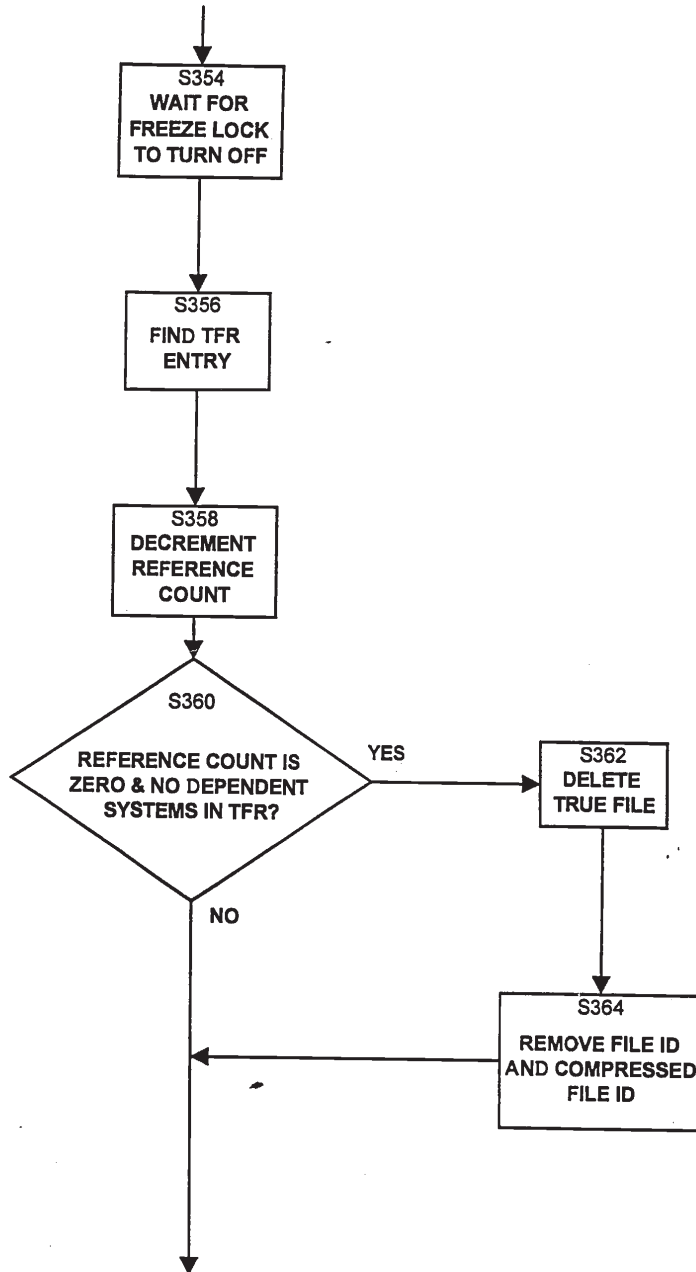 S354
WAIT FOR
FREEZE LOCK
TO TURN OFF
S356
FIND TFR
ENTRY
S358
DECREMENT
REFERENCE
COUNT
S360
REFERENCE COUNT IS
ZERO & NO DEPENDENT
SYSTEMS IN TFR?
YES
S362
DELETE
TRUE FILE
NO
S364
REMOVE FILE ID
AND COMPRESSED
FILE ID